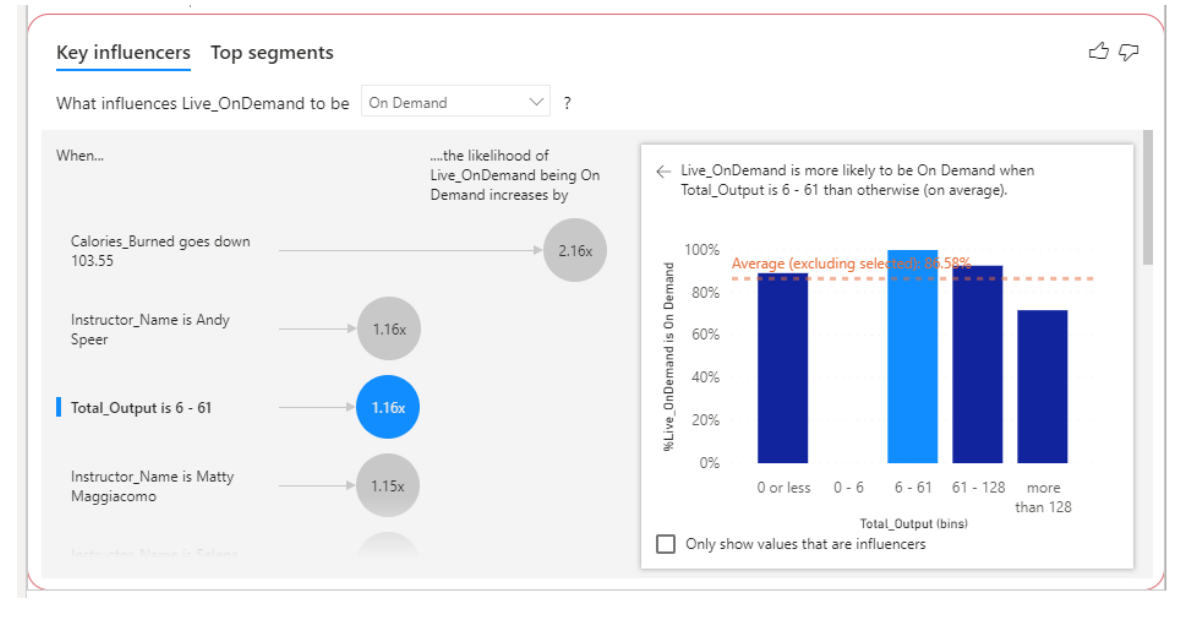 Key influencers Top segments
What influences Live_OnDemand to be On Demand ?
When...
....the likelihood of
Live_OnDemand being On
Demand increases by
Calories_Burned goes down
103.55
2.16x
Instructor_Name is Andy
Speer
1.16x
Total_Output is 6 - 61
1.16x
Instructor_Name is Matty
Maggiacomo
1.15x
Instructor_Name is Selena
Live_OnDemand is more likely to be On Demand when
Total_Output is 6 - 61 than otherwise (on average).
%Live_OnDemand is On Demand
100%
80%
60%
40%
20%
0%
Average (excluding selected): 86.58%
0 or less
0 - 6
6 - 61
61 - 128
more
than 128
Total_Output (bins)
Only show values that are influencers